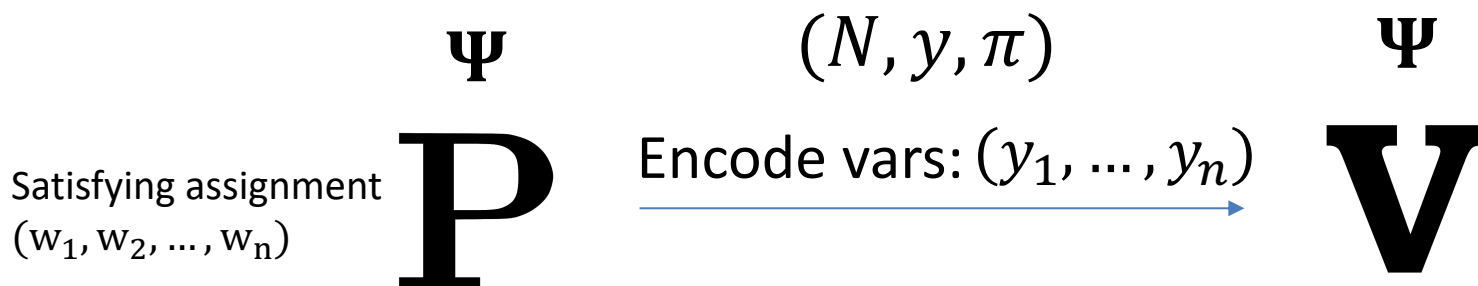 Ψ (N, y, π) Ψ
Satisfying assignment
(w₁, w₂, …, wₙ)
P
Encode vars: (y₁, …, yₙ)
V